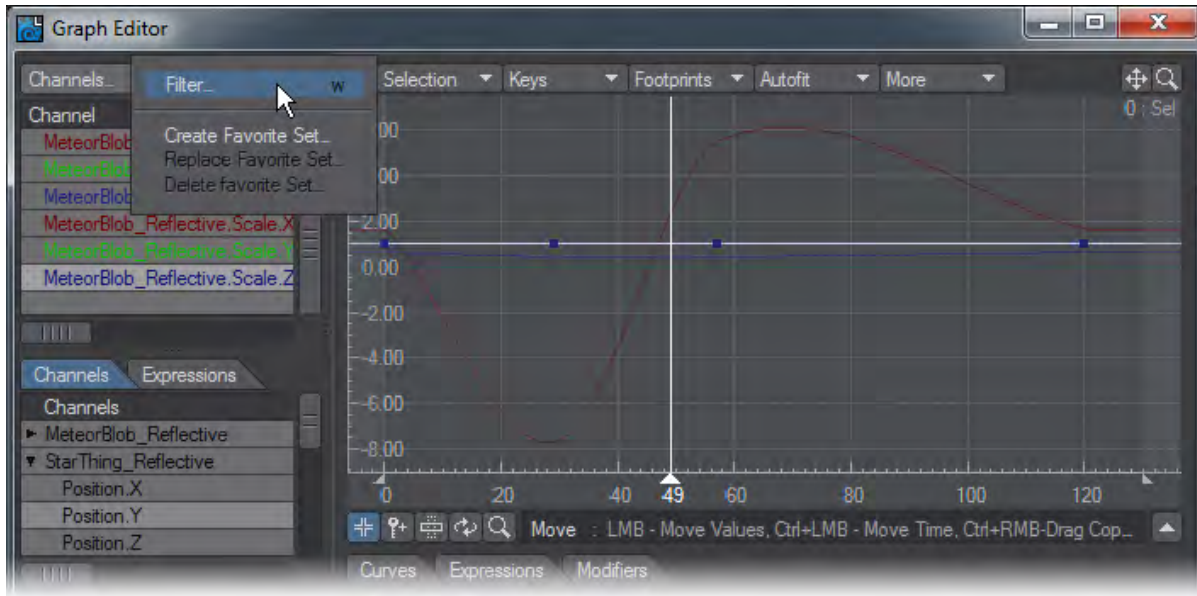 Graph Editor
Channels... Selection Keys Footprints Autofit More
Filter... w
0 : Sel
Channel
Create Favorite Set...
Replace Favorite Set...
Delete favorite Set...
MeteorBlob
MeteorBlob
MeteorBlob
MeteorBlob_Reflective.Scale.X
MeteorBlob_Reflective.Scale.Y
MeteorBlob_Reflective.Scale.Z
2.00
0.00
-2.00
-4.00
-6.00
-8.00
0 20 40 49 60 80 100 120
Channels Expressions
Channels
MeteorBlob_Reflective
StarThing_Reflective
Position.X
Position.Y
Position.Z
Move : LMB - Move Values, Ctrl+LMB - Move Time, Ctrl+RMB-Drag Cop...
Curves Expressions Modifiers